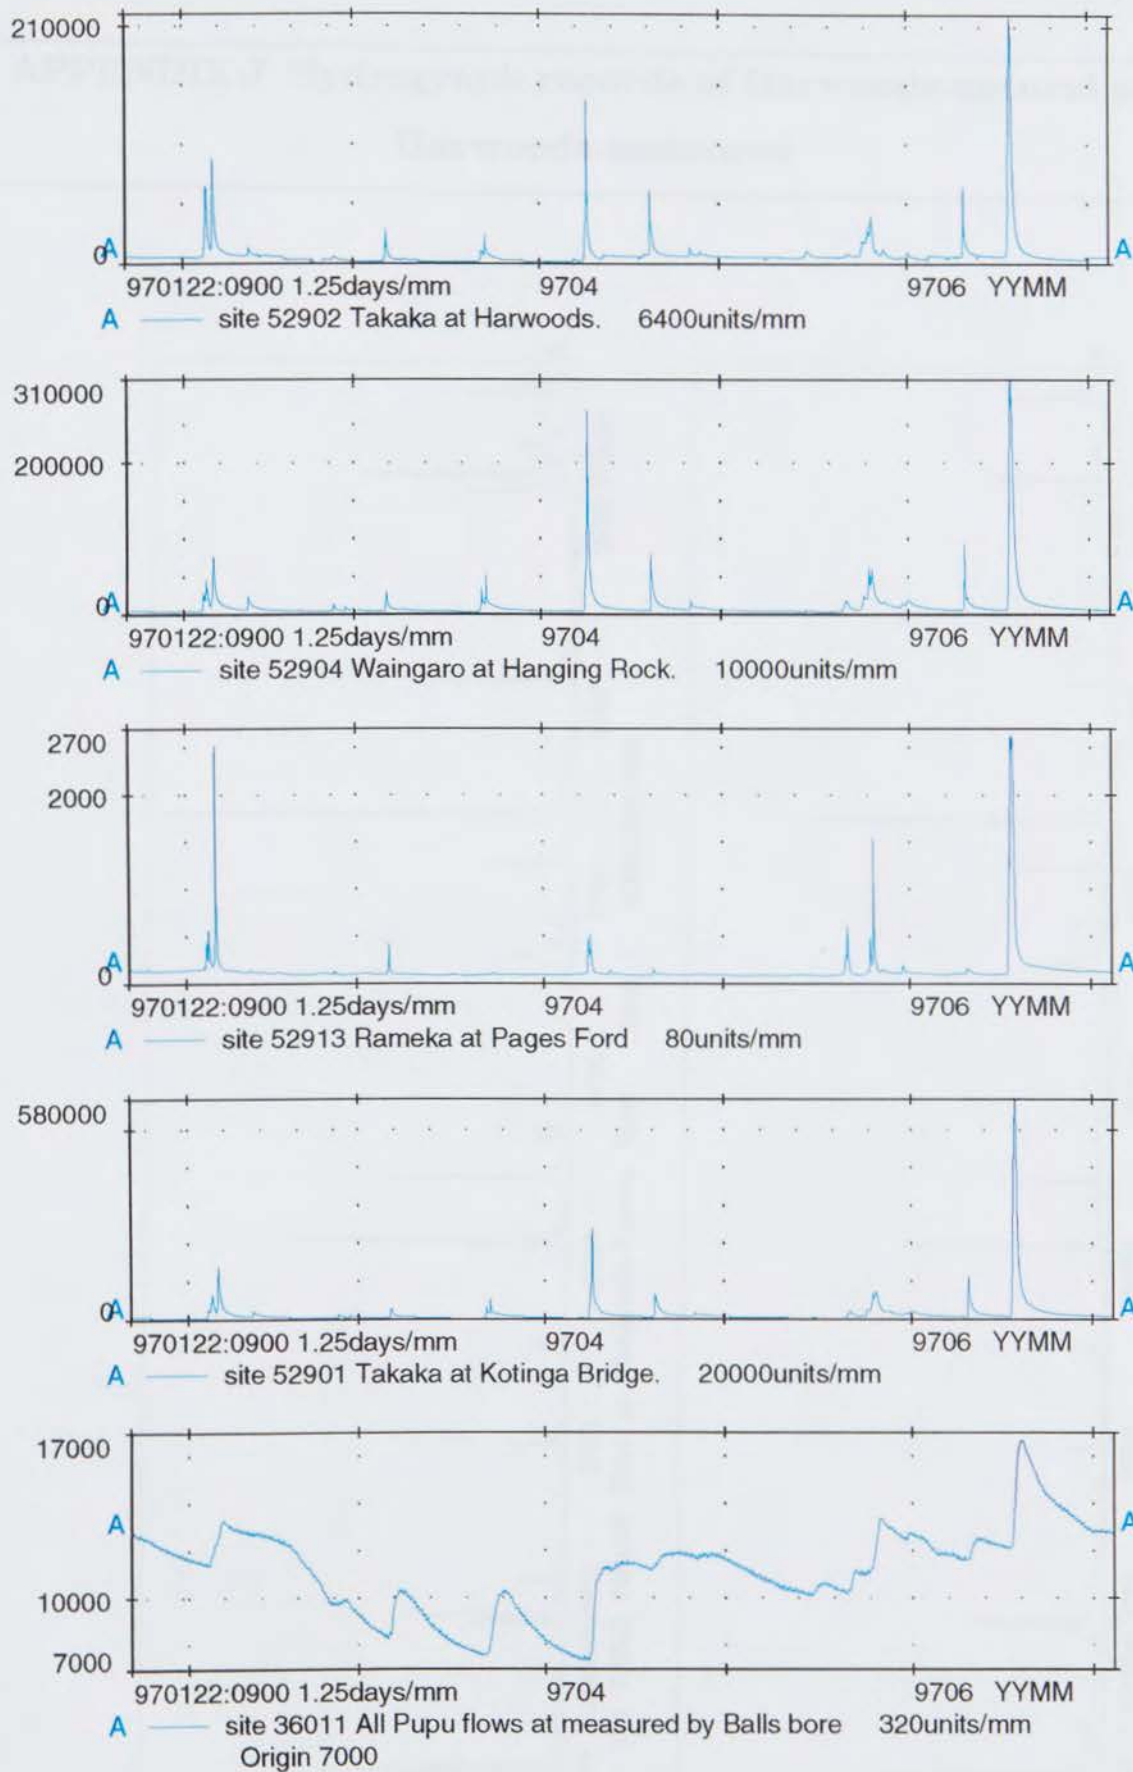 210000
0
A A
970122:0900 1.25days/mm 9704 9706 YYMM
A site 52902 Takaka at Harwoods. 6400units/mm
310000
200000
0
A A
970122:0900 1.25days/mm 9704 9706 YYMM
A site 52904 Waingaro at Hanging Rock. 10000units/mm
2700
2000
A A
0
970122:0900 1.25days/mm 9704 9706 YYMM
A site 52913 Rameka at Pages Ford 80units/mm
580000
0
A A
970122:0900 1.25days/mm 9704 9706 YYMM
A site 52901 Takaka at Kotinga Bridge. 20000units/mm
17000
A A
10000
7000
970122:0900 1.25days/mm 9704 9706 YYMM
A site 36011 All Pupu flows at measured by Balls bore 320units/mm
Origin 7000